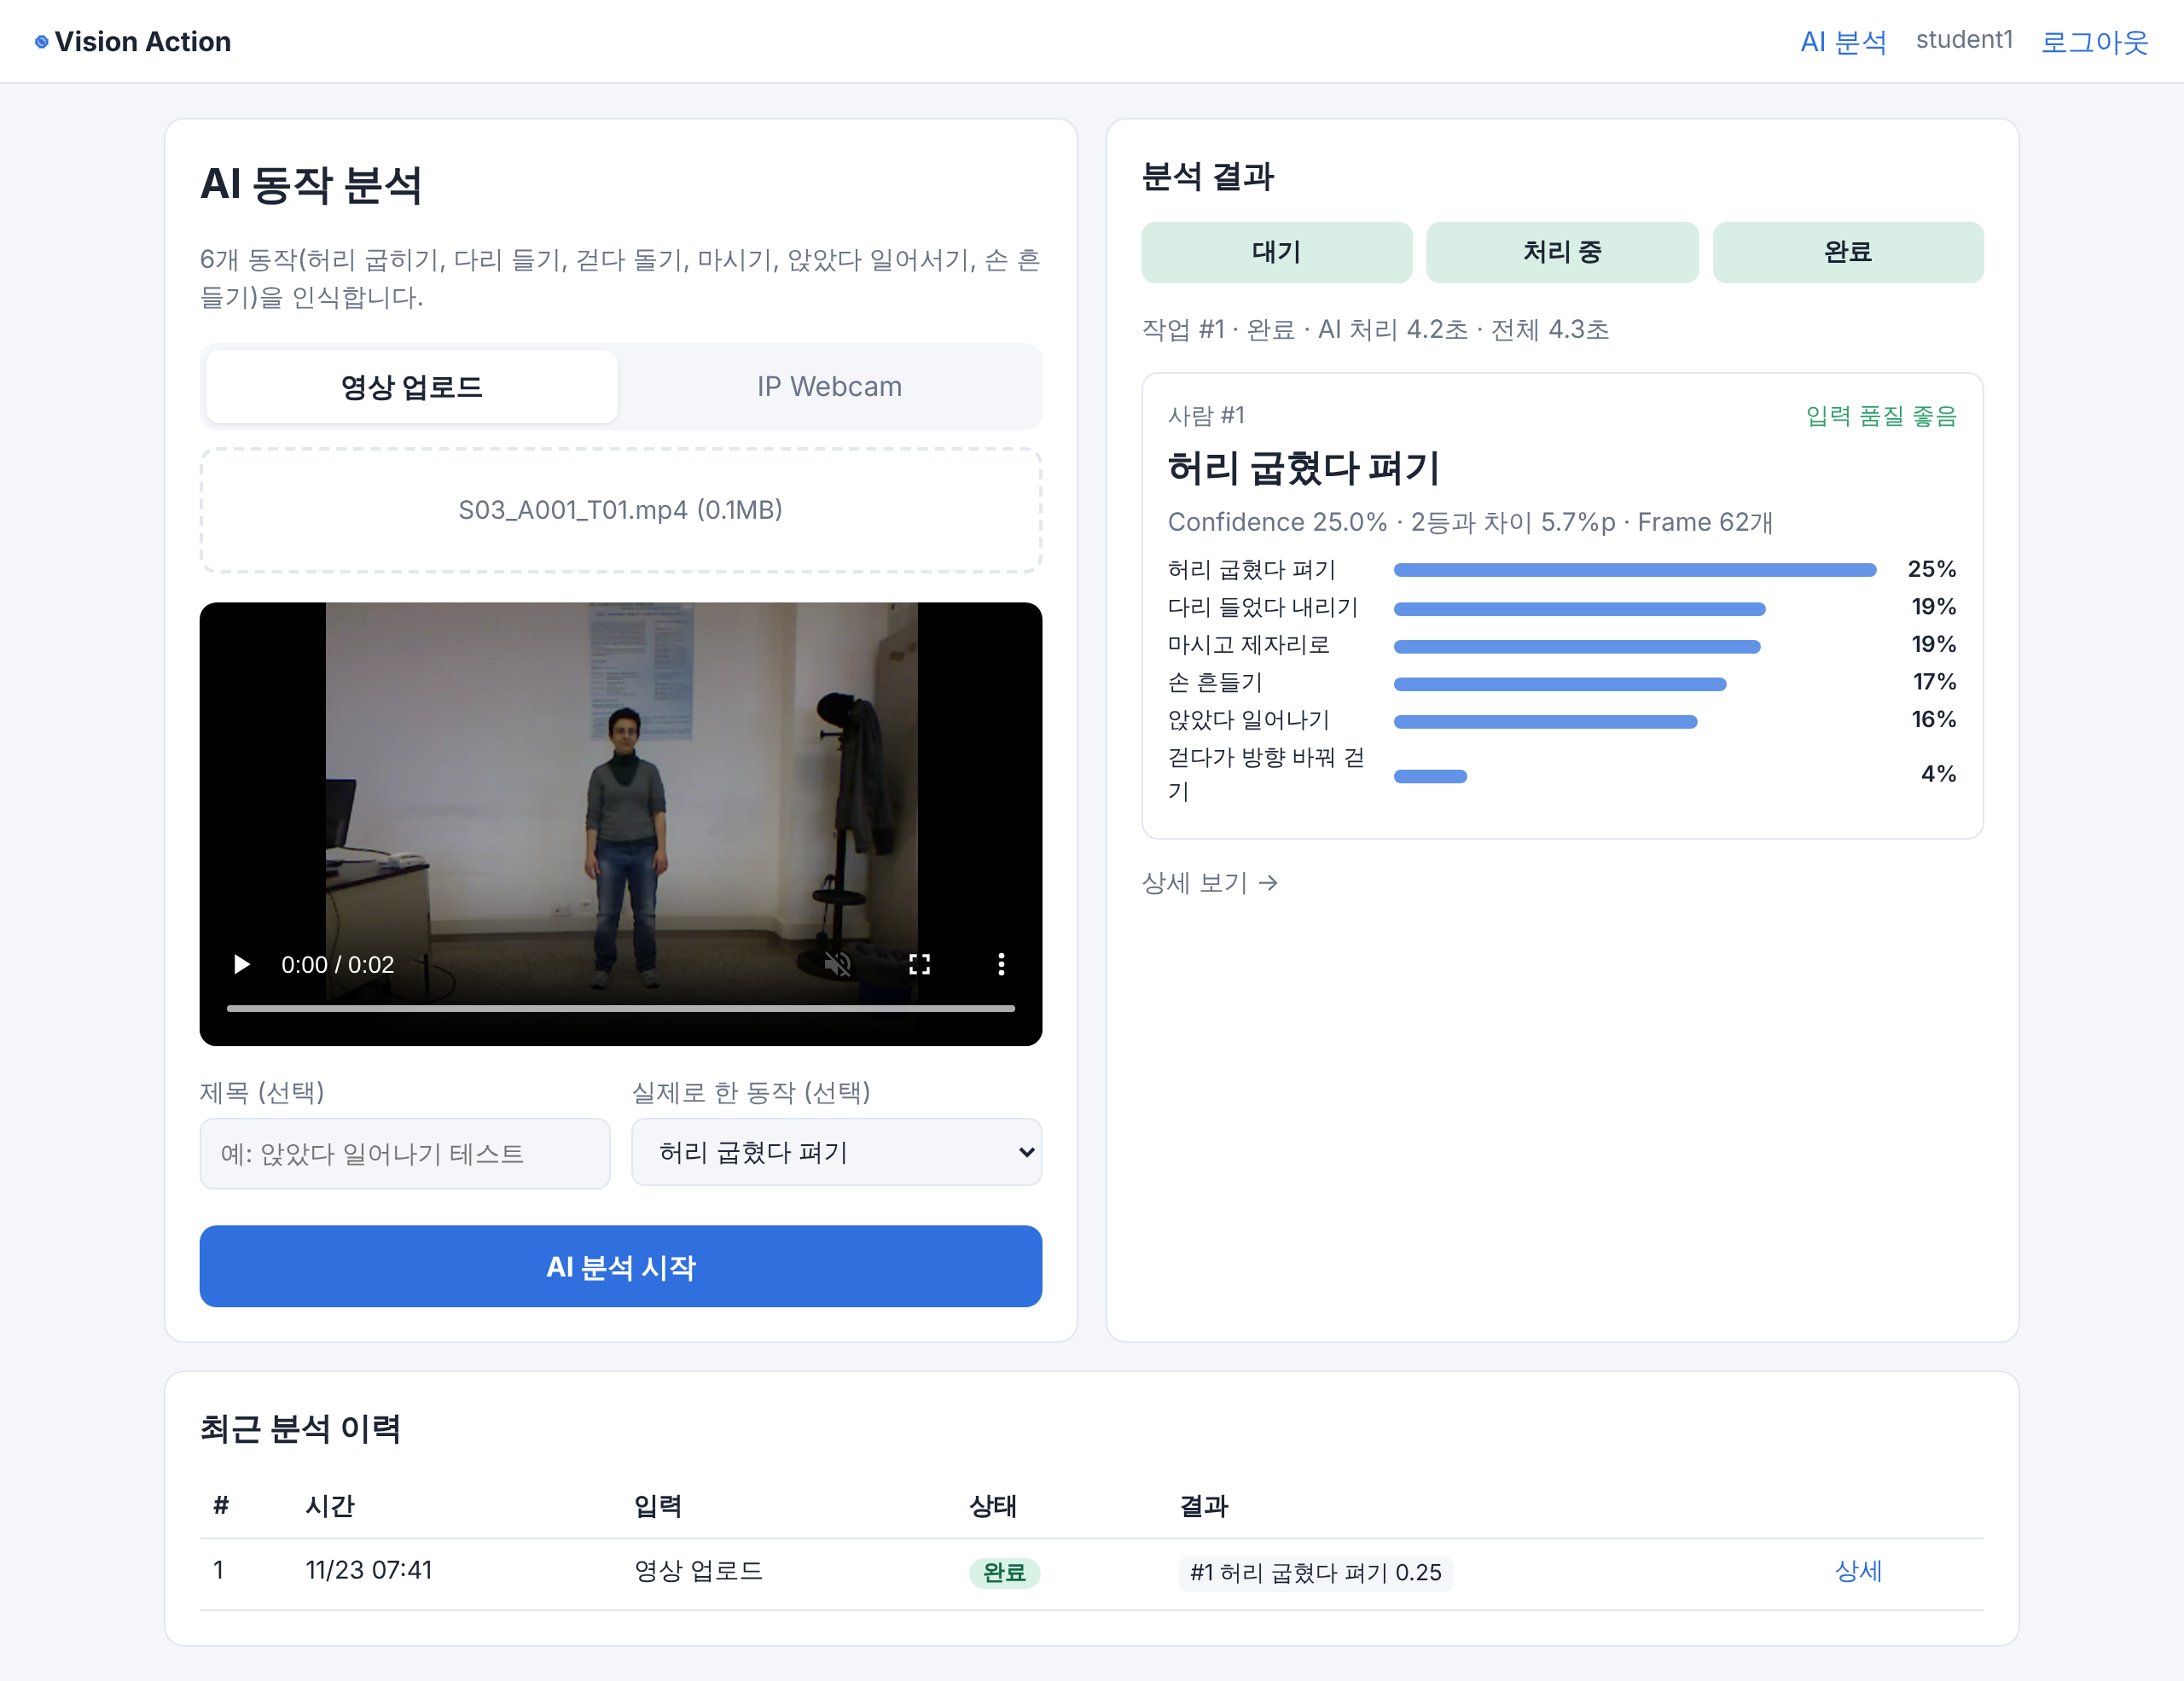 Vision Action
AI 분석
student1
로그아웃
AI 동작 분석
6개 동작(허리 굽히기, 다리 들기, 걷다 돌기, 마시기, 앉았다 일어서기, 손 흔
들기)을 인식합니다.
영상 업로드
IP Webcam
S03_A001_T01.mp4 (0.1MB)
0:00 / 0:02
제목 (선택)
실제로 한 동작 (선택)
예: 앉았다 일어나기 테스트
허리 굽혔다 펴기
AI 분석 시작
분석 결과
대기
처리 중
완료
작업 #1 · 완료 · AI 처리 4.2초 · 전체 4.3초
사람 #1
입력 품질 좋음
허리 굽혔다 펴기
Confidence 25.0% · 2등과 차이 5.7%p · Frame 62개
허리 굽혔다 펴기 25%
다리 들었다 내리기 19%
마시고 제자리로 19%
손 흔들기 17%
앉았다 일어나기 16%
걷다가 방향 바꿔 걷
기 4%
상세 보기 →
최근 분석 이력
# 시간 입력 상태 결과
1 11/23 07:41 영상 업로드 완료 #1 허리 굽혔다 펴기 0.25 상세